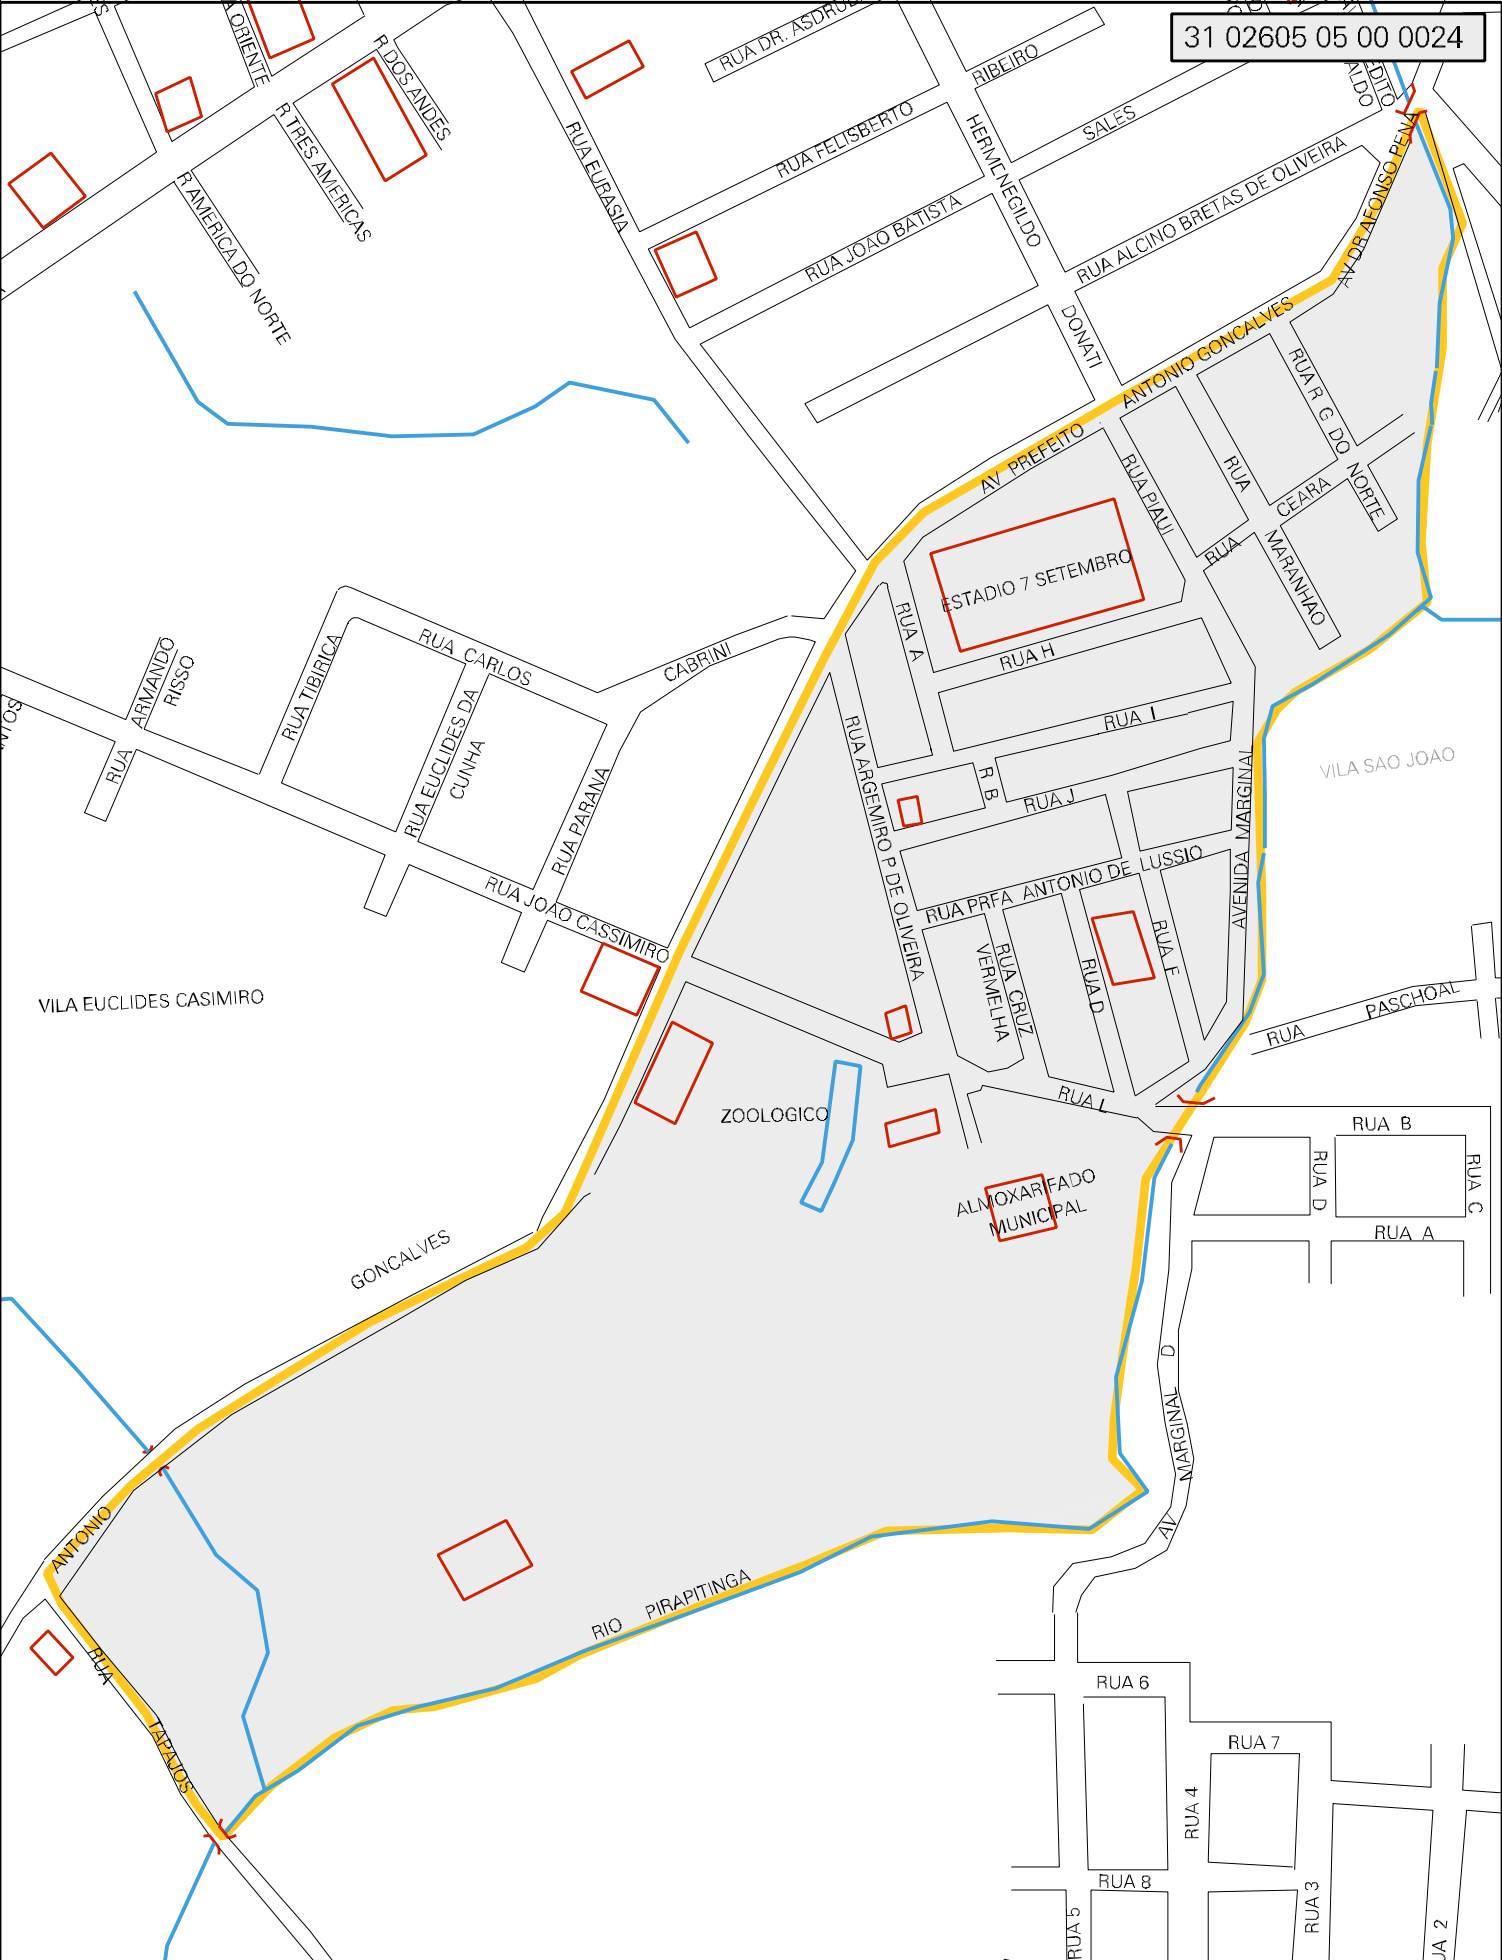 31 02605 05 00 0024
RUA DR. ASDRUB
RIBEIRO
ALDO
EDITO
A ORIENTE
R DOS ANDES
R TRES AMERICAS
R AMERICA DO NORTE
RUA EURASIA
RUA FELISBERTO
HERMENEGILDO
DONATI
SALES
RUA JOAO BATISTA
RUA ALCINO BRETAS DE OLIVEIRA
AV DR AFONSO PENA
AV PREFEITO
ANTONIO GONCALVES
RUA R G DO NORTE
RUA PIAUI
RUA
MARANHAO
RUA
CEARA
ESTADIO 7 SETEMBRO
RUA A
RUA H
RUA I
R B
RUA J
RUA ARGEMIRO P DE OLIVEIRA
AVENIDA MARGINAL
VILA SAO JOAO
RUA PRFA ANTONIO DE LUSSIO
RUA CRUZ
VERMELHA
RUA D
RUA F
RUA
ARMANDO
RISSO
NTOS
RUA TIBIRICA
RUA CARLOS
CABRINI
RUA EUCLIDES DA
CUNHA
RUA PARANA
RUA JOAO CASSIMIRO
VILA EUCLIDES CASIMIRO
RUA PASCHOAL
ZOOLOGICO
RUA L
RUA B
RUA D
RUA C
RUA A
ALMOXARIFADO
MUNICIPAL
GONCALVES
ANTONIO
AV MARGINAL D
RIO PIRAPITINGA
RUA TAPAJOS
RUA 6
RUA 7
RUA 4
RUA 8
RUA 5
RUA 3
UA 2